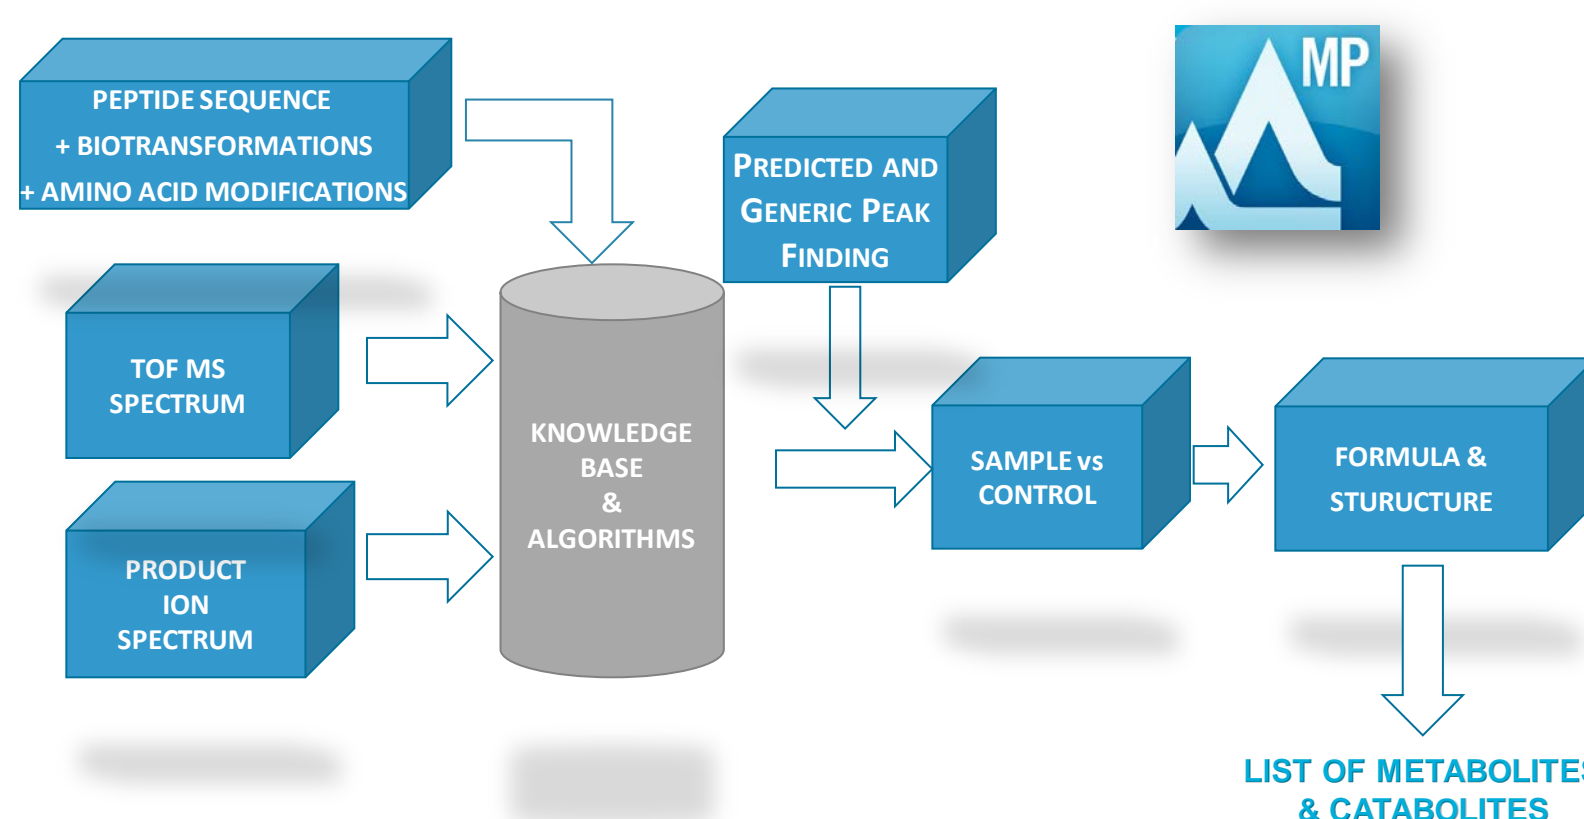 PEPTIDE SEQUENCE
+ BIOTRANSFORMATIONS
+ AMINO ACID MODIFICATIONS
PREDICTED AND
GENERIC PEAK
FINDING
MP
TOF MS
SPECTRUM
KNOWLEDGE
BASE
&
ALGORITHMS
SAMPLE vs
CONTROL
FORMULA &
STURUCTURE
PRODUCT
ION
SPECTRUM
LIST OF METABOLITES
& CATABOLITES